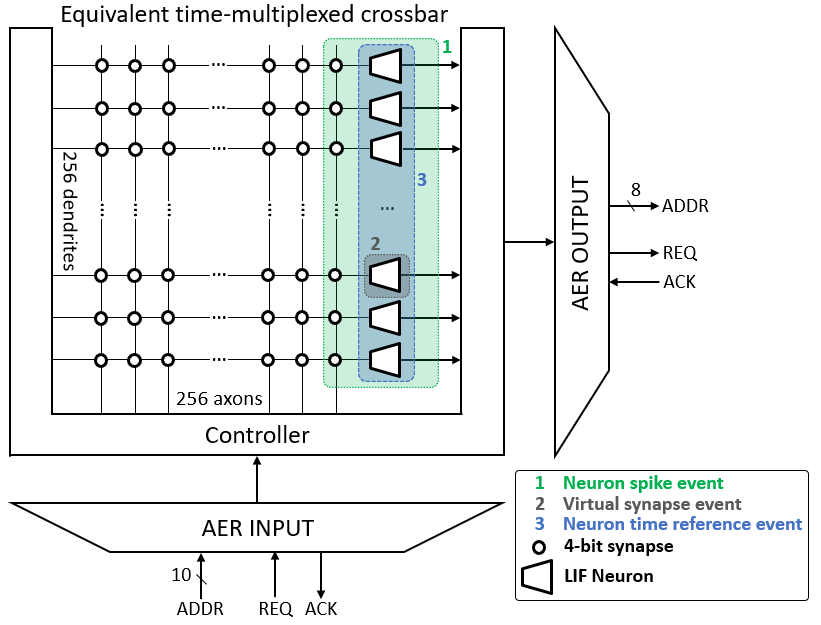 Equivalent time-multiplexed crossbar
1
...
...
...
256 dendrites
3
...
2
...
...
...
256 axons
Controller
AER INPUT
10
ADDR
REQ
ACK
AER OUTPUT
8
ADDR
REQ
ACK
1 Neuron spike event
2 Virtual synapse event
3 Neuron time reference event
4-bit synapse
LIF Neuron